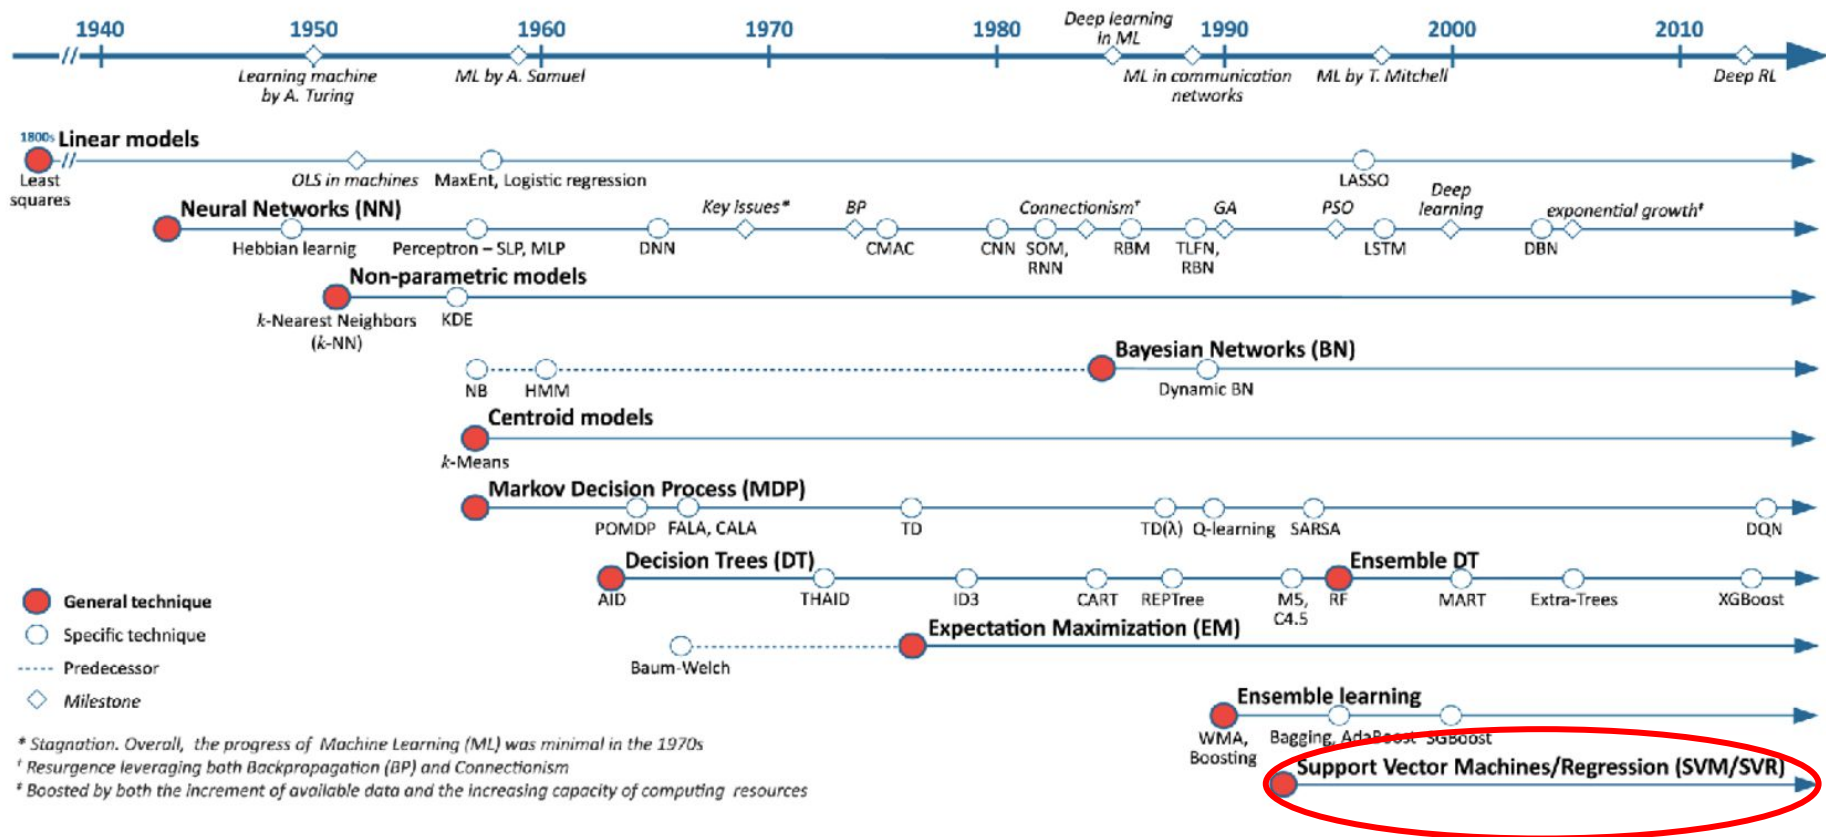 1940 1950 1960 1970 1980 1990 2000 2010
Deep learning
in ML
Learning machine
by A. Turing
ML by A. Samuel
ML in communication
networks
ML by T. Mitchell
Deep RL
1800s
Linear models
Least
squares
OLS in machines
MaxEnt, Logistic regression
LASSO
Neural Networks (NN)
Key issues*
BP
Connectionism†
GA
PSO
Deep
learning
exponential growth‡
Hebbian learnig
Perceptron – SLP, MLP
DNN
CMAC
CNN
SOM,
RNN
RBM
TLFN,
RBN
LSTM
DBN
Non-parametric models
k-Nearest Neighbors
(k-NN)
KDE
Bayesian Networks (BN)
NB
HMM
Dynamic BN
Centroid models
k-Means
Markov Decision Process (MDP)
POMDP
FALA, CALA
TD
TD(λ)
Q-learning
SARSA
DQN
Decision Trees (DT)
Ensemble DT
AID
THAID
ID3
CART
REPTree
M5,
C4.5
RF
MART
Extra-Trees
XGBoost
Expectation Maximization (EM)
Baum-Welch
Ensemble learning
WMA,
Boosting
Bagging, AdaBoost
SGBoost
Support Vector Machines/Regression (SVM/SVR)
General technique
Specific technique
Predecessor
Milestone
* Stagnation. Overall, the progress of Machine Learning (ML) was minimal in the 1970s
† Resurgence leveraging both Backpropagation (BP) and Connectionism
‡ Boosted by both the increment of available data and the increasing capacity of computing resources